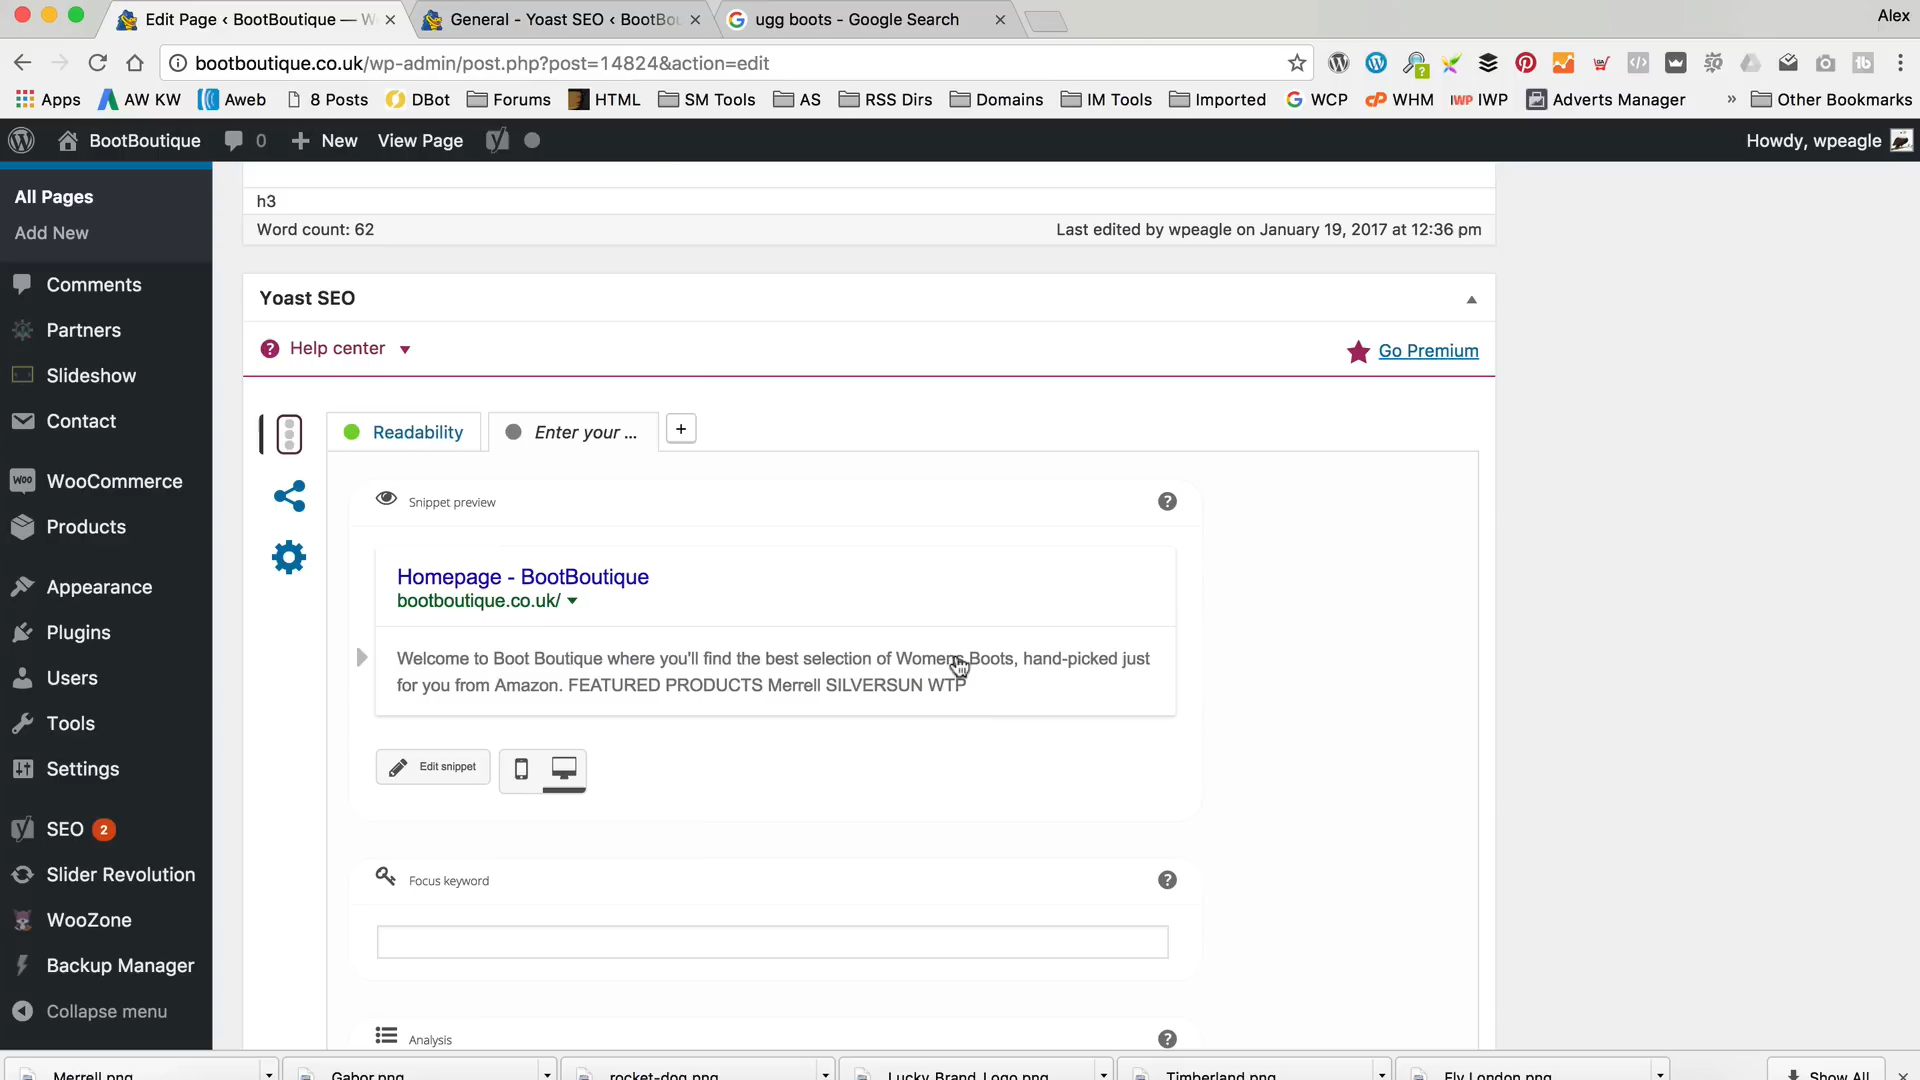 Edit Page ‹ BootBoutique — W
General - Yoast SEO ‹ BootBou
ugg boots - Google Search
Alex
bootboutique.co.uk/wp-admin/post.php?post=14824&action=edit
Apps
AW KW
Aweb
8 Posts
DBot
Forums
HTML
SM Tools
AS
RSS Dirs
Domains
IM Tools
Imported
WCP
WHM
IWP IWP
Adverts Manager
»
Other Bookmarks
BootBoutique
0
New
View Page
Howdy, wpeagle
All Pages
Add New
Comments
Partners
Slideshow
Contact
WooCommerce
Products
Appearance
Plugins
Users
Tools
Settings
SEO 2
Slider Revolution
WooZone
Backup Manager
Collapse menu
h3
Word count: 62
Last edited by wpeagle on January 19, 2017 at 12:36 pm
Yoast SEO
Help center
Go Premium
Readability
Enter your ...
+
Snippet preview
Homepage - BootBoutique
bootboutique.co.uk/
Welcome to Boot Boutique where you'll find the best selection of Womens Boots, hand-picked just
for you from Amazon. FEATURED PRODUCTS Merrell SILVERSUN WTP
Edit snippet
Focus keyword
Analysis
Merrell.png
Gabor.png
rocket-dog.png
Lucky_Brand_Logo.png
Timberland.png
Fly London.png
Show All